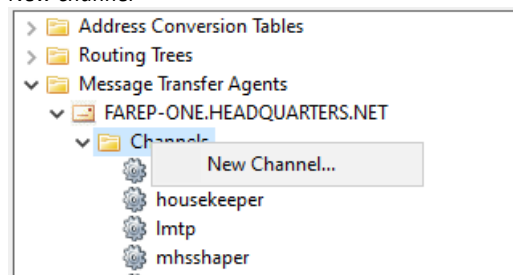 Address Conversion Tables
Routing Trees
Message Transfer Agents
FAREP-ONE.HEADQUARTERS.NET
Channels
New Channel...
housekeeper
lmtp
mhsshaper